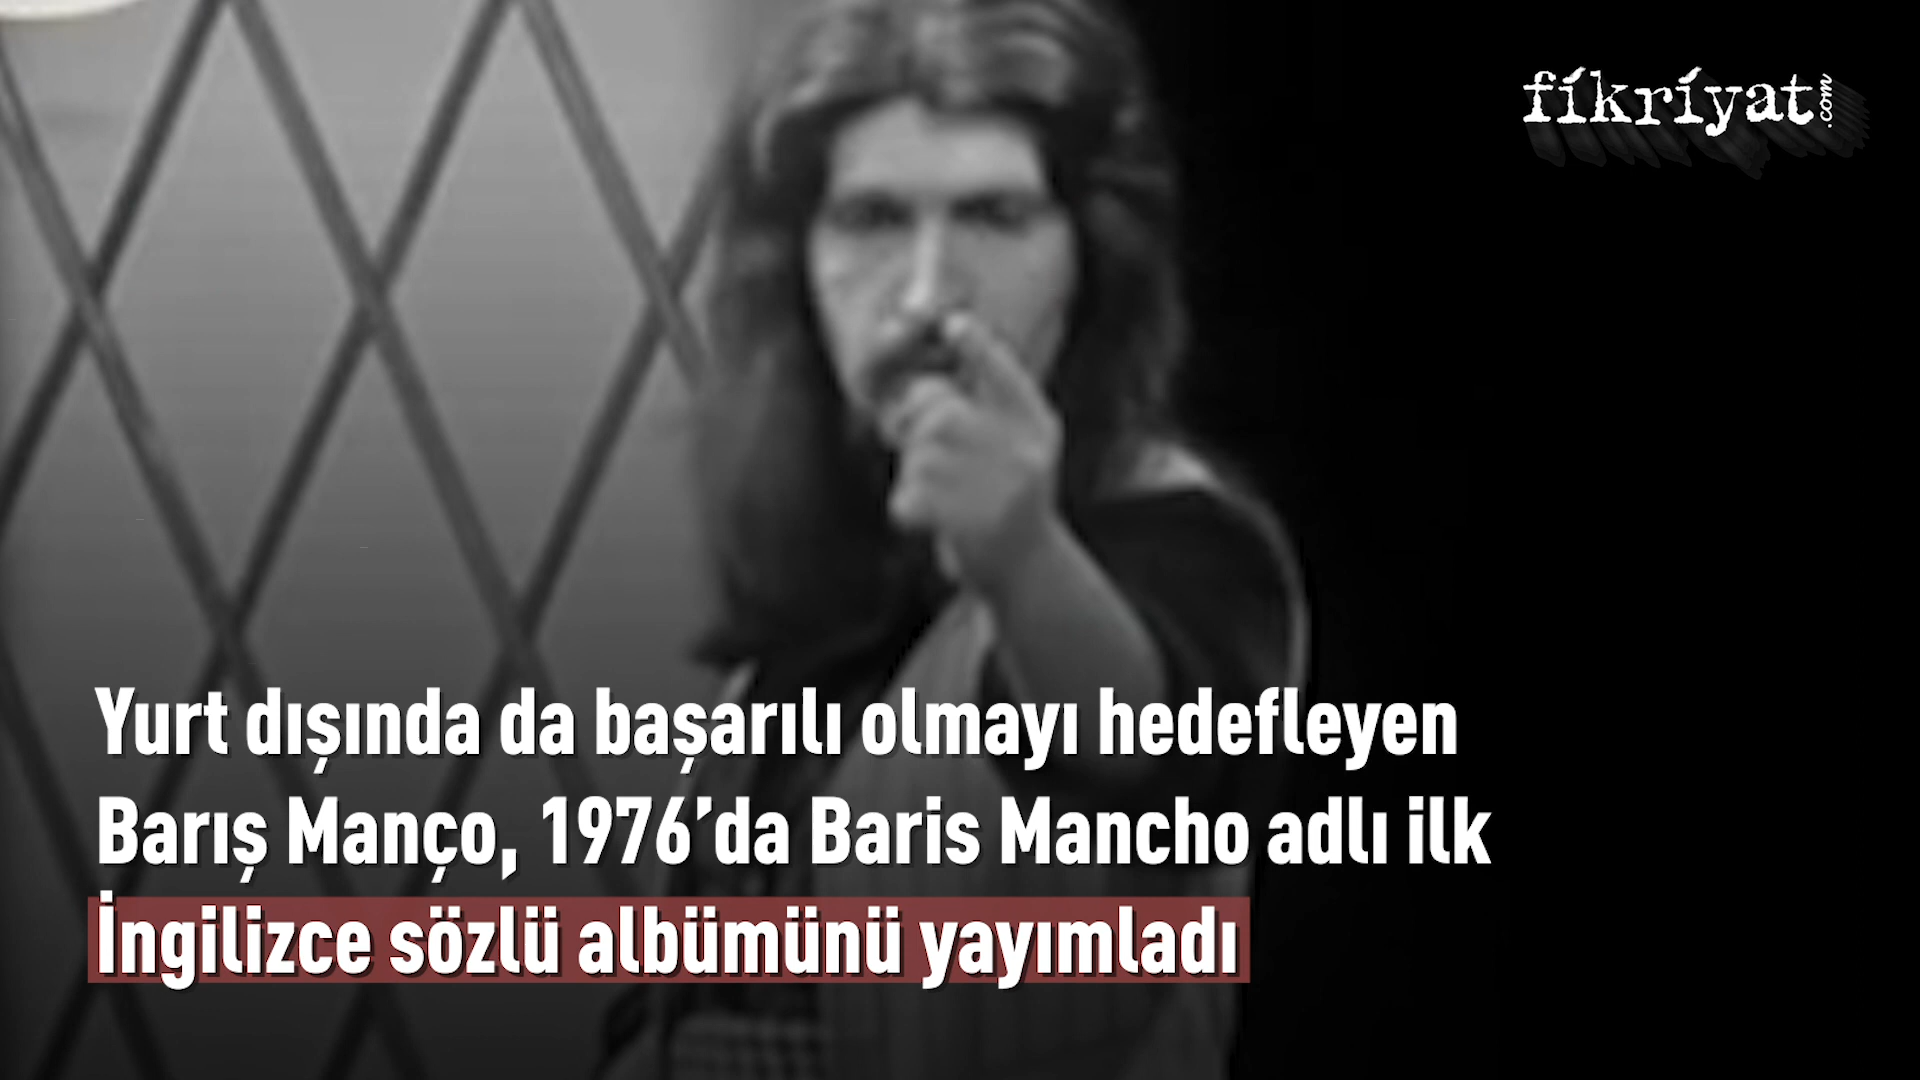 fikriyat.com
Yurt dışında da başarılı olmayı hedefleyen
Barış Manço, 1976'da Baris Mancho adlı ilk
İngilizce sözlü albümünü yayımladı